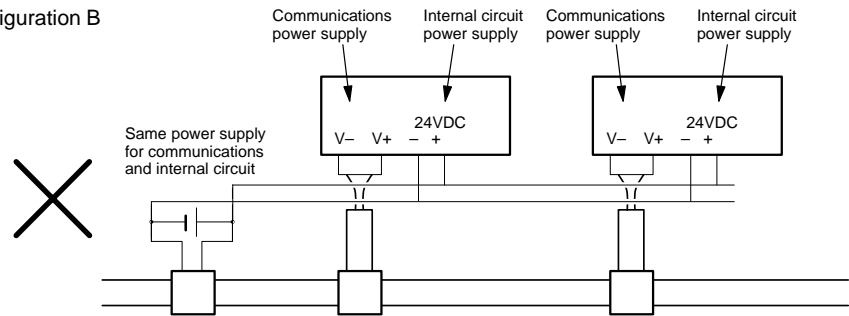 iguration B
Communications
power supply
Internal circuit
power supply
Communications
power supply
Internal circuit
power supply
24VDC
V– V+ – +
24VDC
V– V+ – +
Same power supply
for communications
and internal circuit